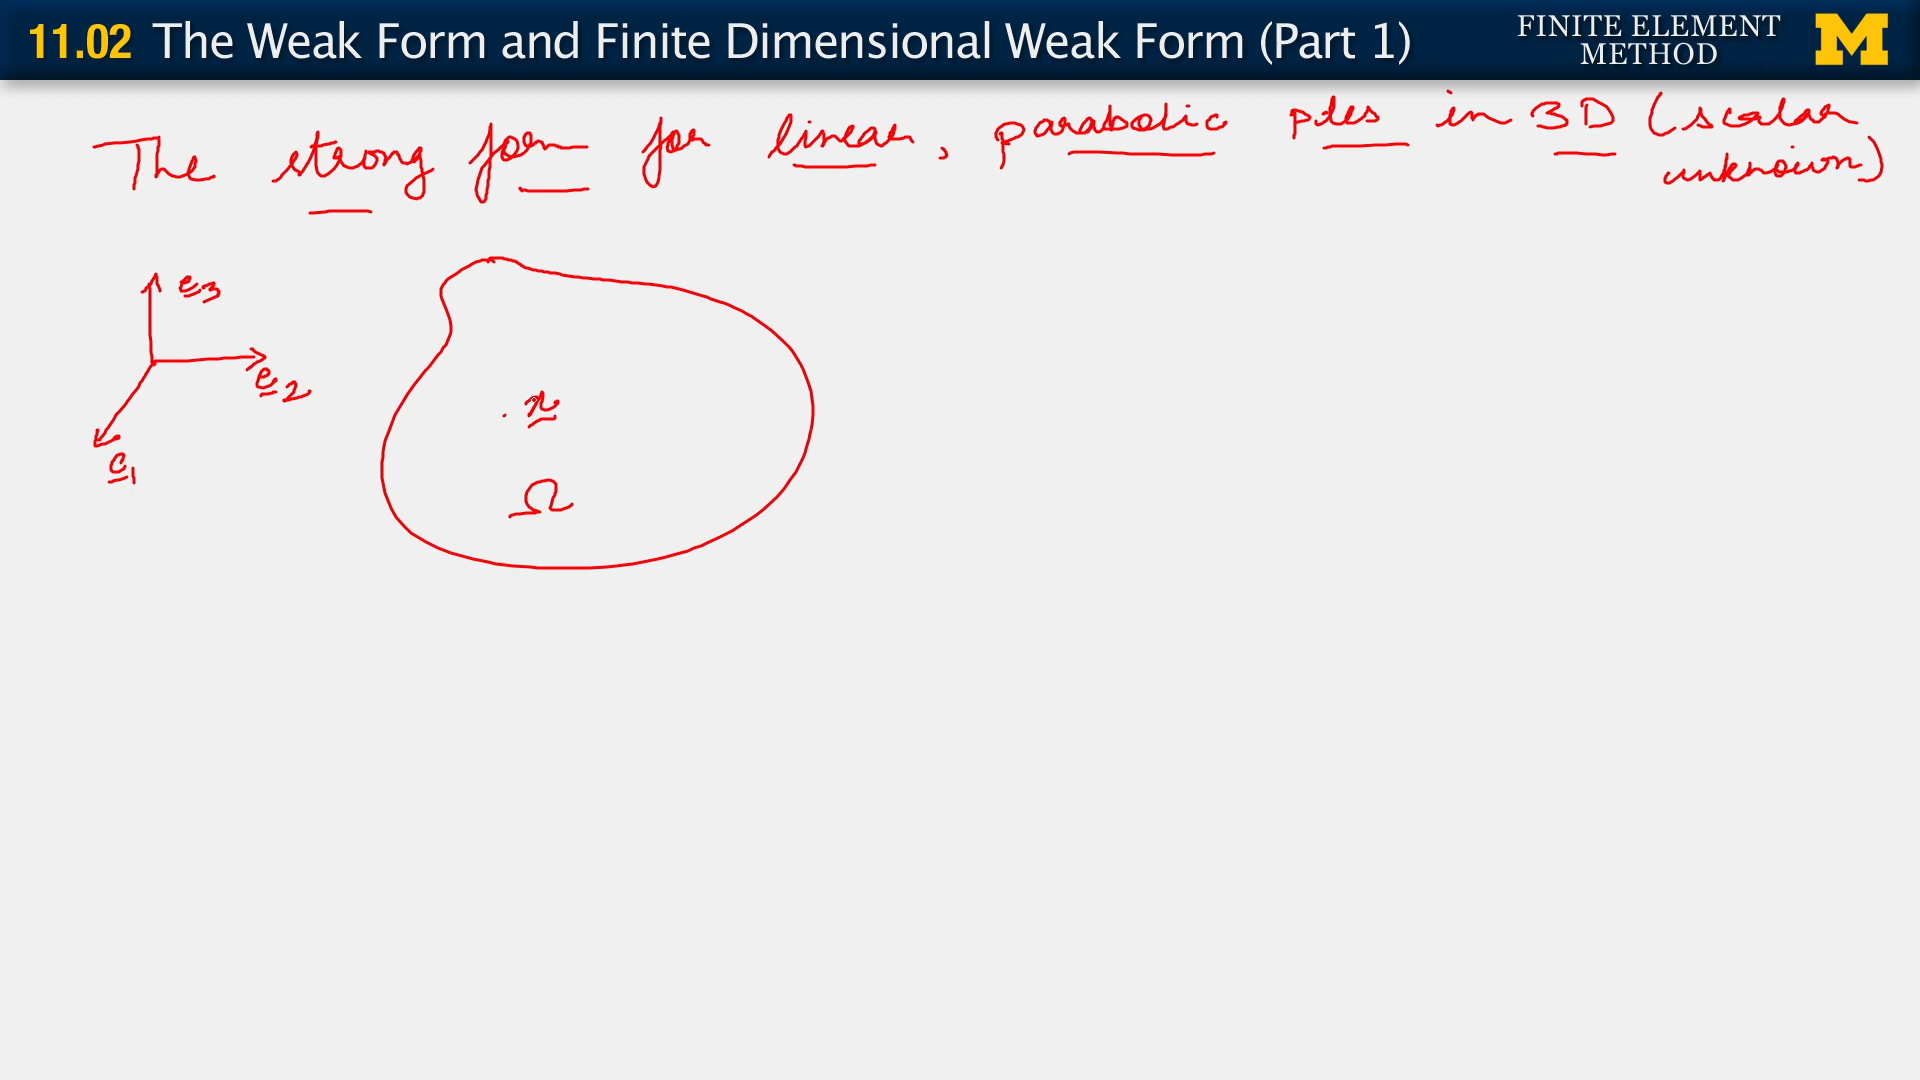 11.02 The Weak Form and Finite Dimensional Weak Form (Part 1)
FINITE ELEMENT
METHOD
M
The strong form for linear, parabolic pdes in 3D (scalar
unknown)
e3
e2
e1
x
Ω